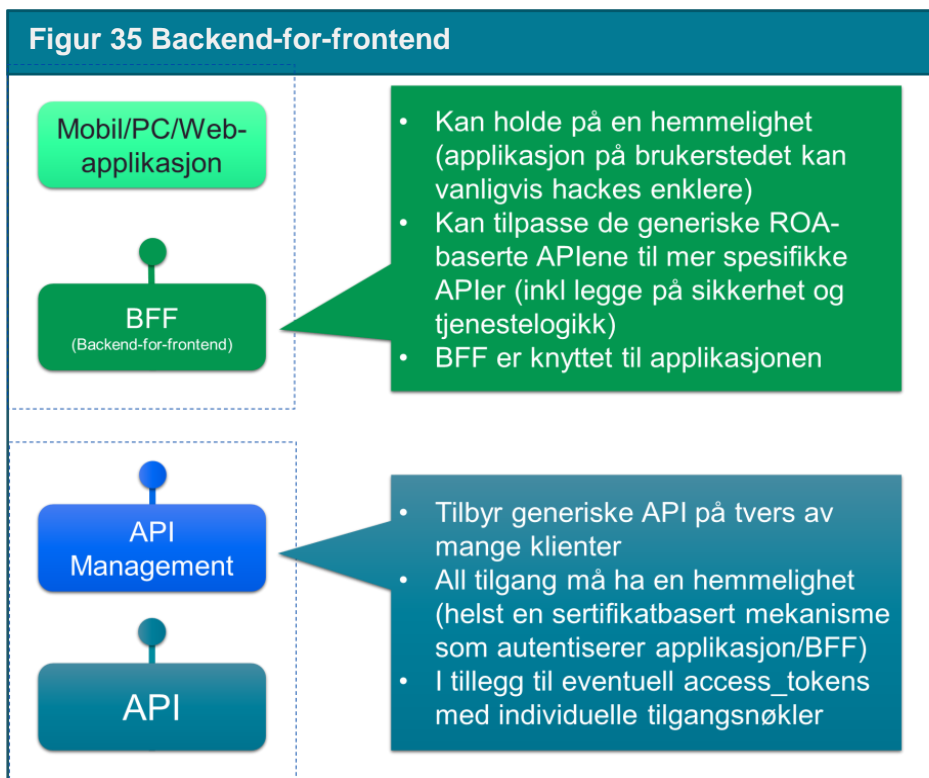 Figur 35 Backend-for-frontend
Mobil/PC/Web-
applikasjon
BFF
(Backend-for-frontend)
• Kan holde på en hemmelighet
(applikasjon på brukerstedet kan
vanligvis hackes enklere)
• Kan tilpasse de generiske ROA-
baserte APIene til mer spesifikke
APIer (inkl legge på sikkerhet og
tjenestelogikk)
• BFF er knyttet til applikasjonen
API
Management
API
• Tilbyr generiske API på tvers av
mange klienter
• All tilgang må ha en hemmelighet
(helst en sertifikatbasert mekanisme
som autentiserer applikasjon/BFF)
• I tillegg til eventuell access_tokens
med individuelle tilgangsnøkler